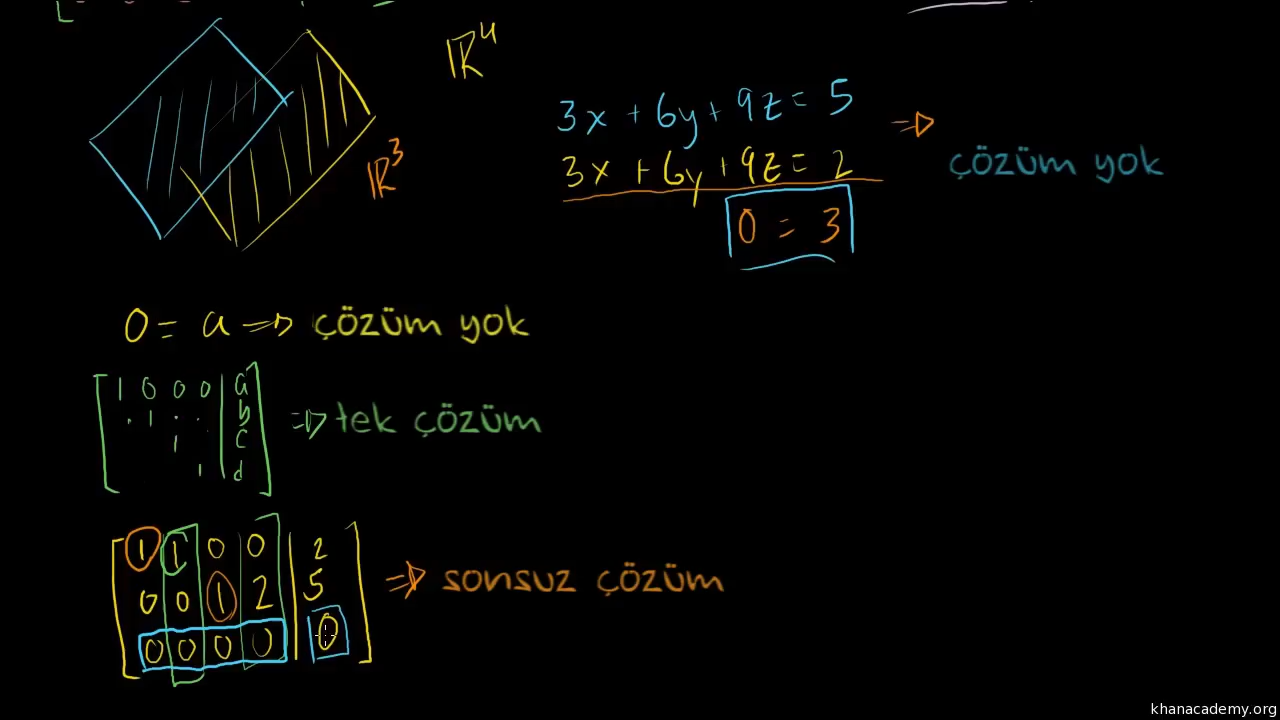 ℝ⁴
3x + 6y + 9z = 5
⇒ çözüm yok
3x + 6y + 9z = 2
ℝ³
0 = 3
0 = a ⇒ çözüm yok
1 0 0 0 | a
. 1 . . | b
1 | c
1 | d
⇒ tek çözüm
1 1 0 0 | 2
0 0 1 2 | 5
0 0 0 0 | 0
⇒ sonsuz çözüm
khanacademy.org